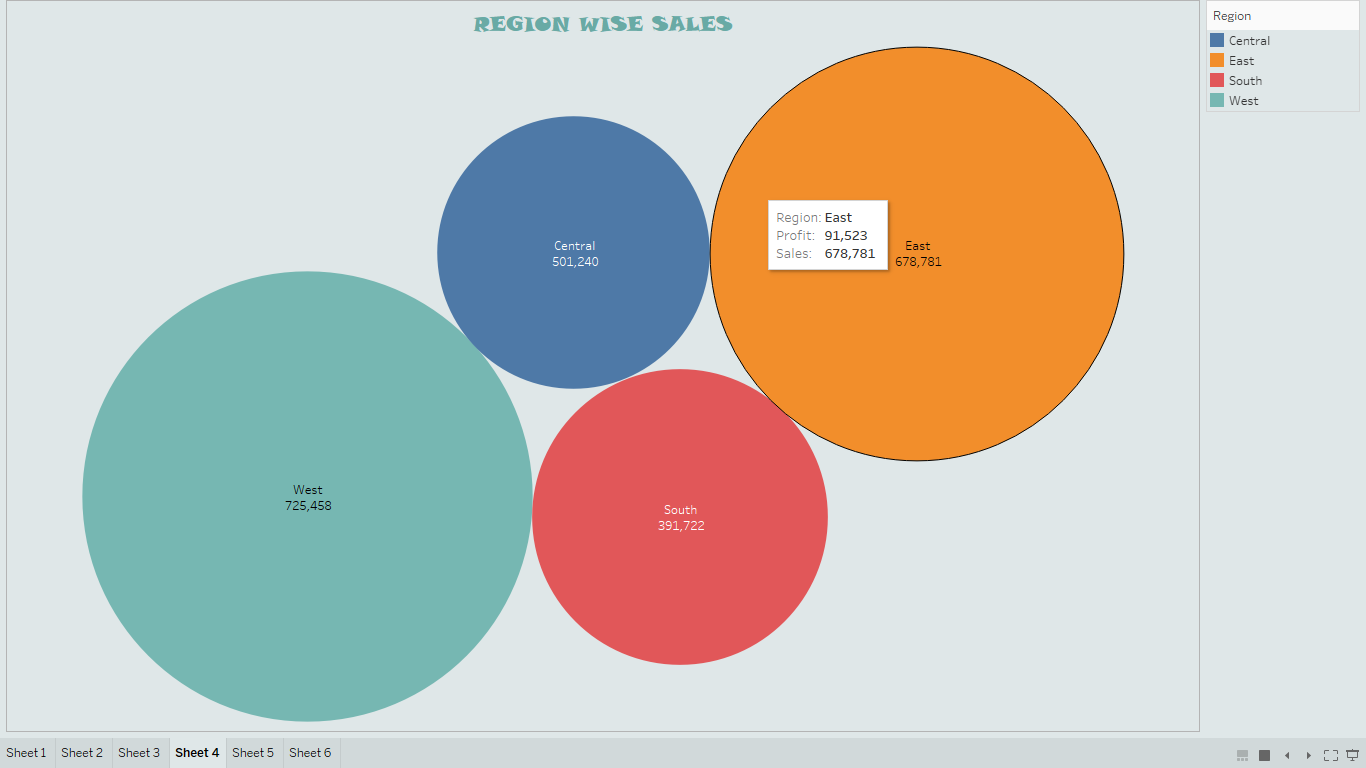 REGION WISE SALES
Region
Central
East
South
West
Central
501,240
Region: East
Profit: 91,523
Sales: 678,781
East
678,781
West
725,458
South
391,722
Sheet 1 Sheet 2 Sheet 3 Sheet 4 Sheet 5 Sheet 6